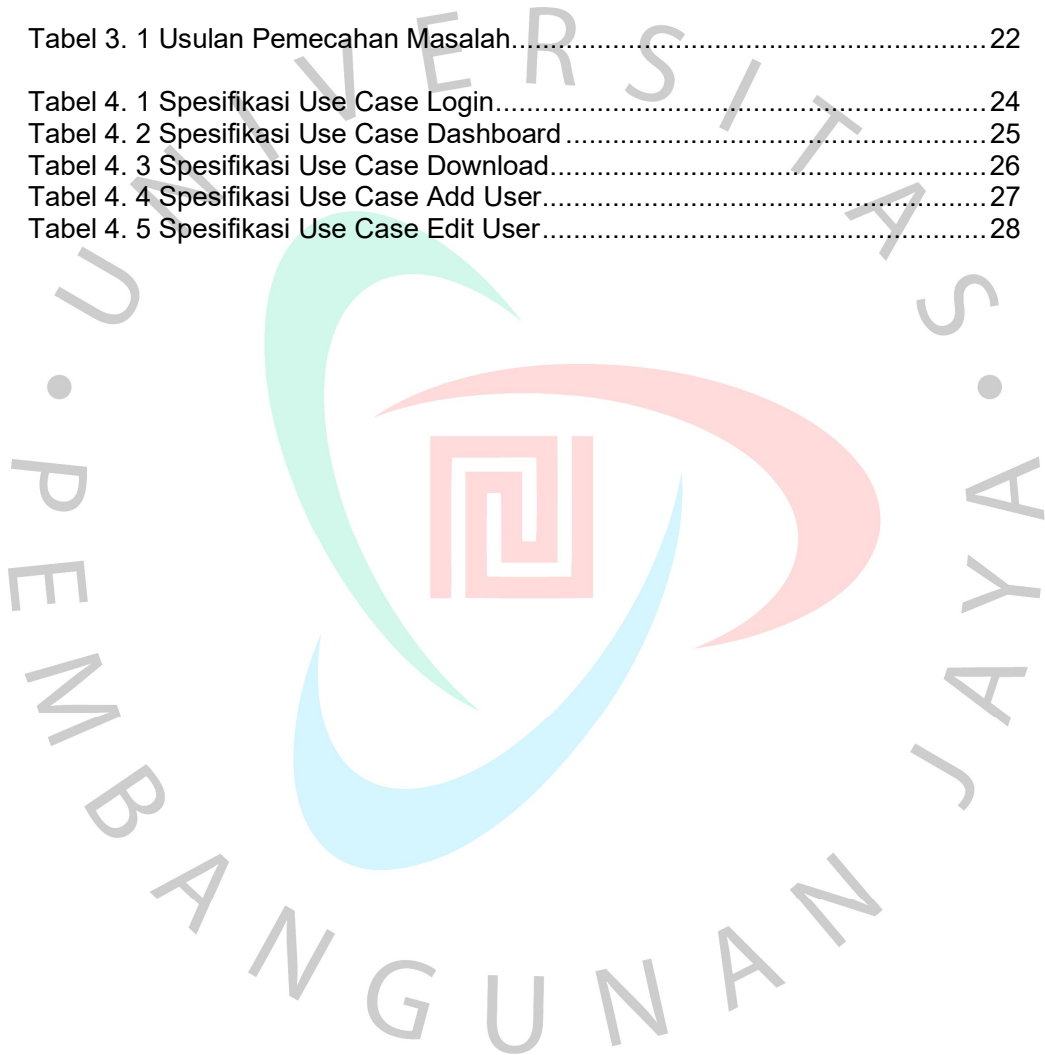 Tabel 3. 1 Usulan Pemecahan Masalah........................................................22
Tabel 4. 1 Spesifikasi Use Case Login..........................................................24
Tabel 4. 2 Spesifikasi Use Case Dashboard.................................................25
Tabel 4. 3 Spesifikasi Use Case Download...................................................26
Tabel 4. 4 Spesifikasi Use Case Add User....................................................27
Tabel 4. 5 Spesifikasi Use Case Edit User....................................................28
UNIVERSITAS • PEMBANGUNAN JAYA •